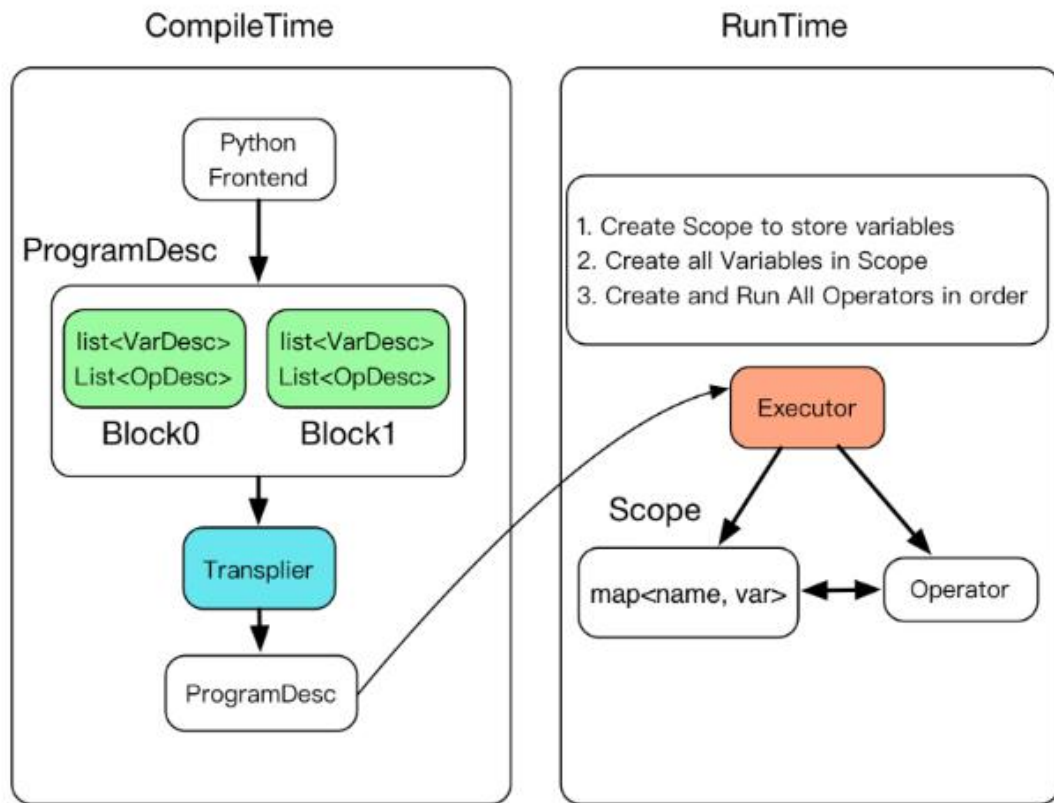 CompileTime
Python
Frontend
ProgramDesc
list<VarDesc>
List<OpDesc>
Block0
list<VarDesc>
List<OpDesc>
Block1
Transplier
ProgramDesc
RunTime
1. Create Scope to store variables
2. Create all Variables in Scope
3. Create and Run All Operators in order
Executor
Scope
map<name, var>
Operator